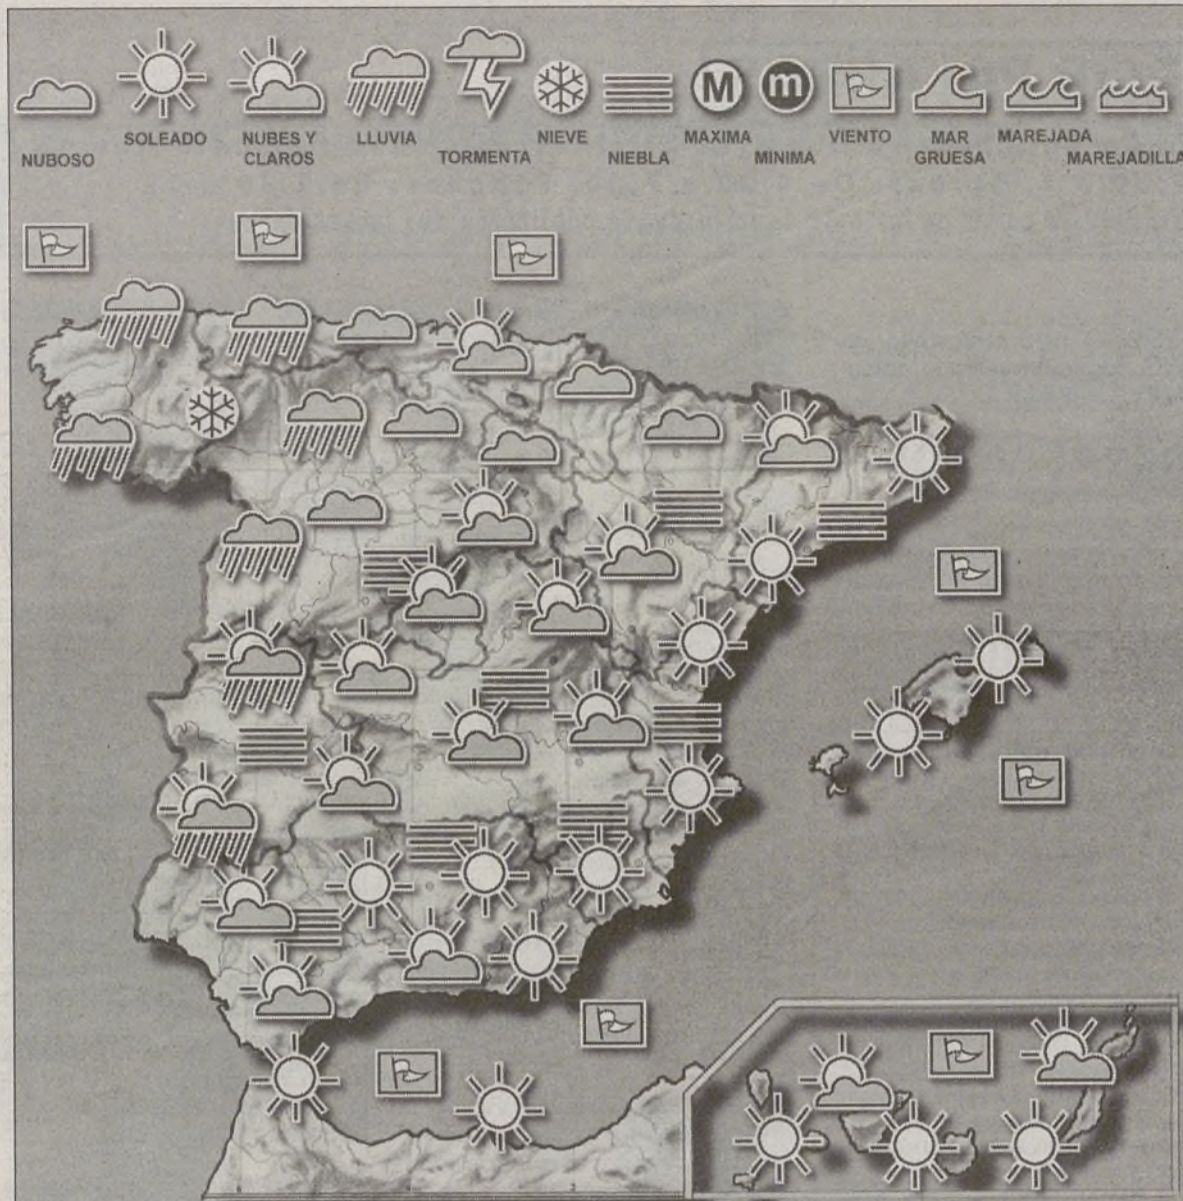 NUBOSO
SOLEADO
NUBES Y
CLAROS
LLUVIA
TORMENTA
NIEVE
NIEBLA
M
MAXIMA
m
MINIMA
VIENTO
MAR
GRUESA
MAREJADA
MAREJADILLA